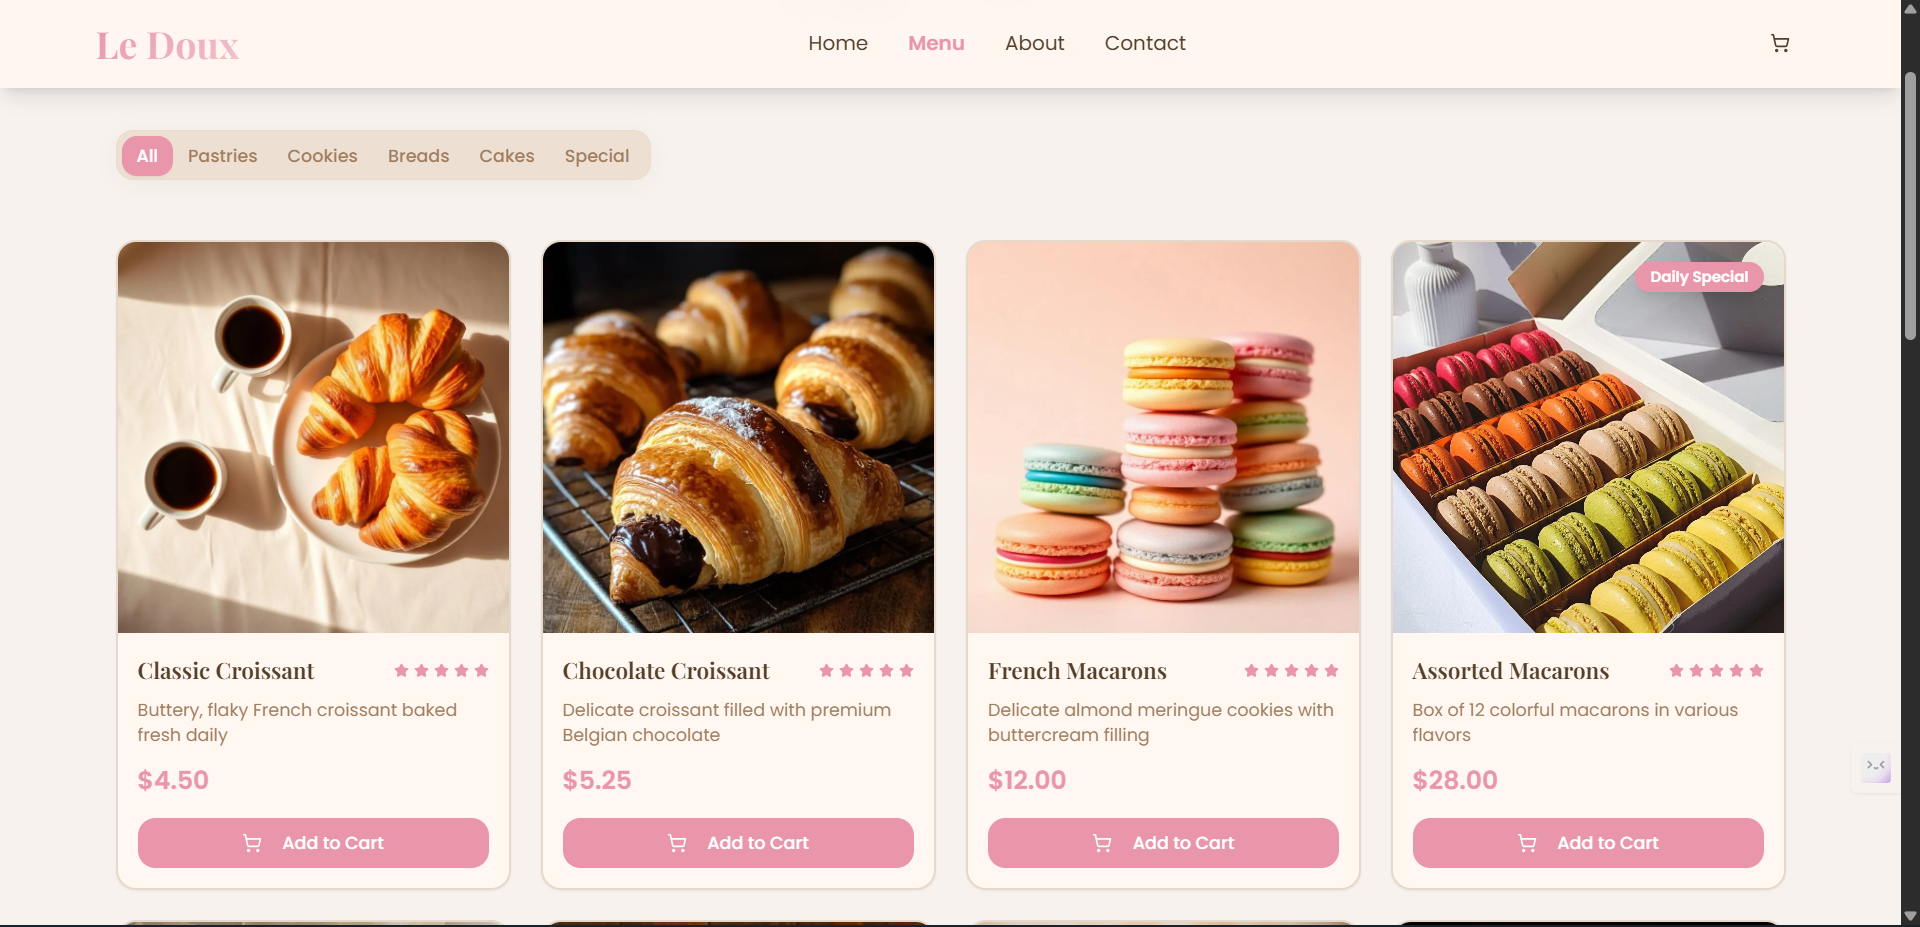 Le Doux
Home Menu About Contact
All Pastries Cookies Breads Cakes Special
Daily Special
Classic Croissant
Buttery, flaky French croissant baked
fresh daily
$4.50
Add to Cart
Chocolate Croissant
Delicate croissant filled with premium
Belgian chocolate
$5.25
Add to Cart
French Macarons
Delicate almond meringue cookies with
buttercream filling
$12.00
Add to Cart
Assorted Macarons
Box of 12 colorful macarons in various
flavors
$28.00
Add to Cart